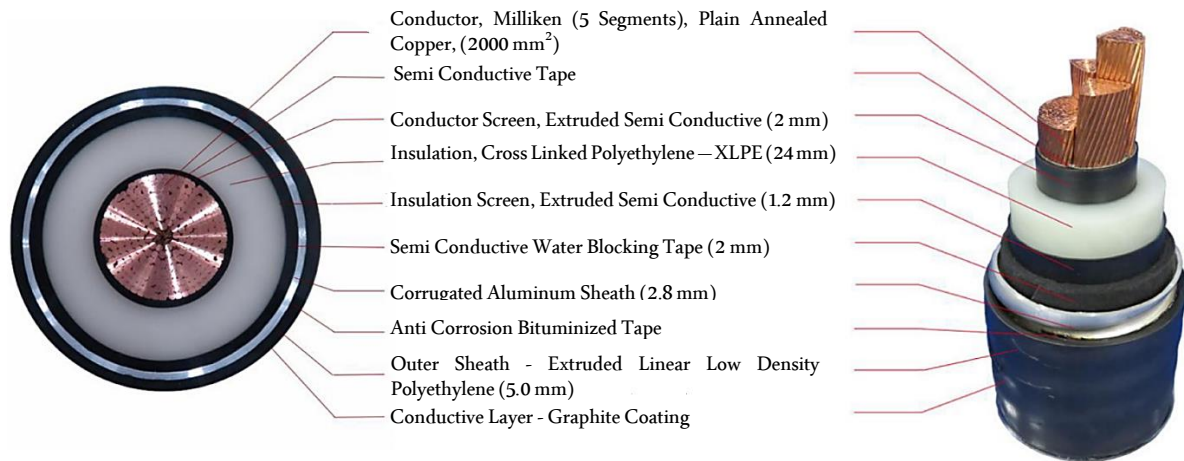 Conductor, Milliken (5 Segments), Plain Annealed
Copper, (2000 mm²)
Semi Conductive Tape
Conductor Screen, Extruded Semi Conductive (2 mm)
Insulation, Cross Linked Polyethylene – XLPE (24 mm)
Insulation Screen, Extruded Semi Conductive (1.2 mm)
Semi Conductive Water Blocking Tape (2 mm)
Corrugated Aluminum Sheath (2.8 mm)
Anti Corrosion Bituminized Tape
Outer Sheath - Extruded Linear Low Density
Polyethylene (5.0 mm)
Conductive Layer - Graphite Coating